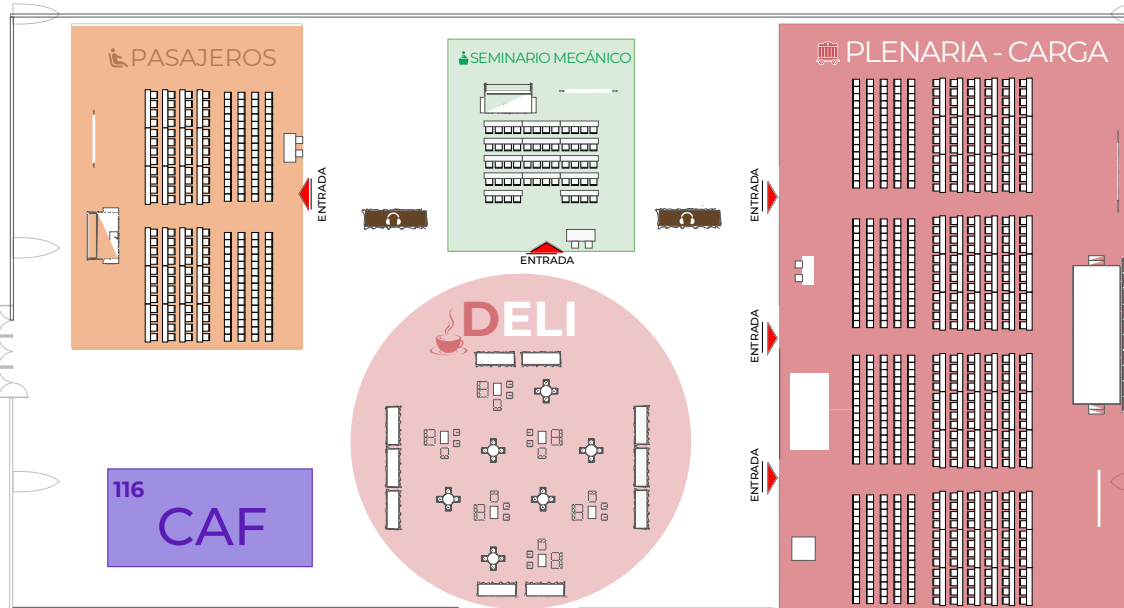 PASAJEROS
SEMINARIO MECÁNICO
PLENARIA - CARGA
ENTRADA
ENTRADA
ENTRADA
ENTRADA
ENTRADA
DELI
116
CAF